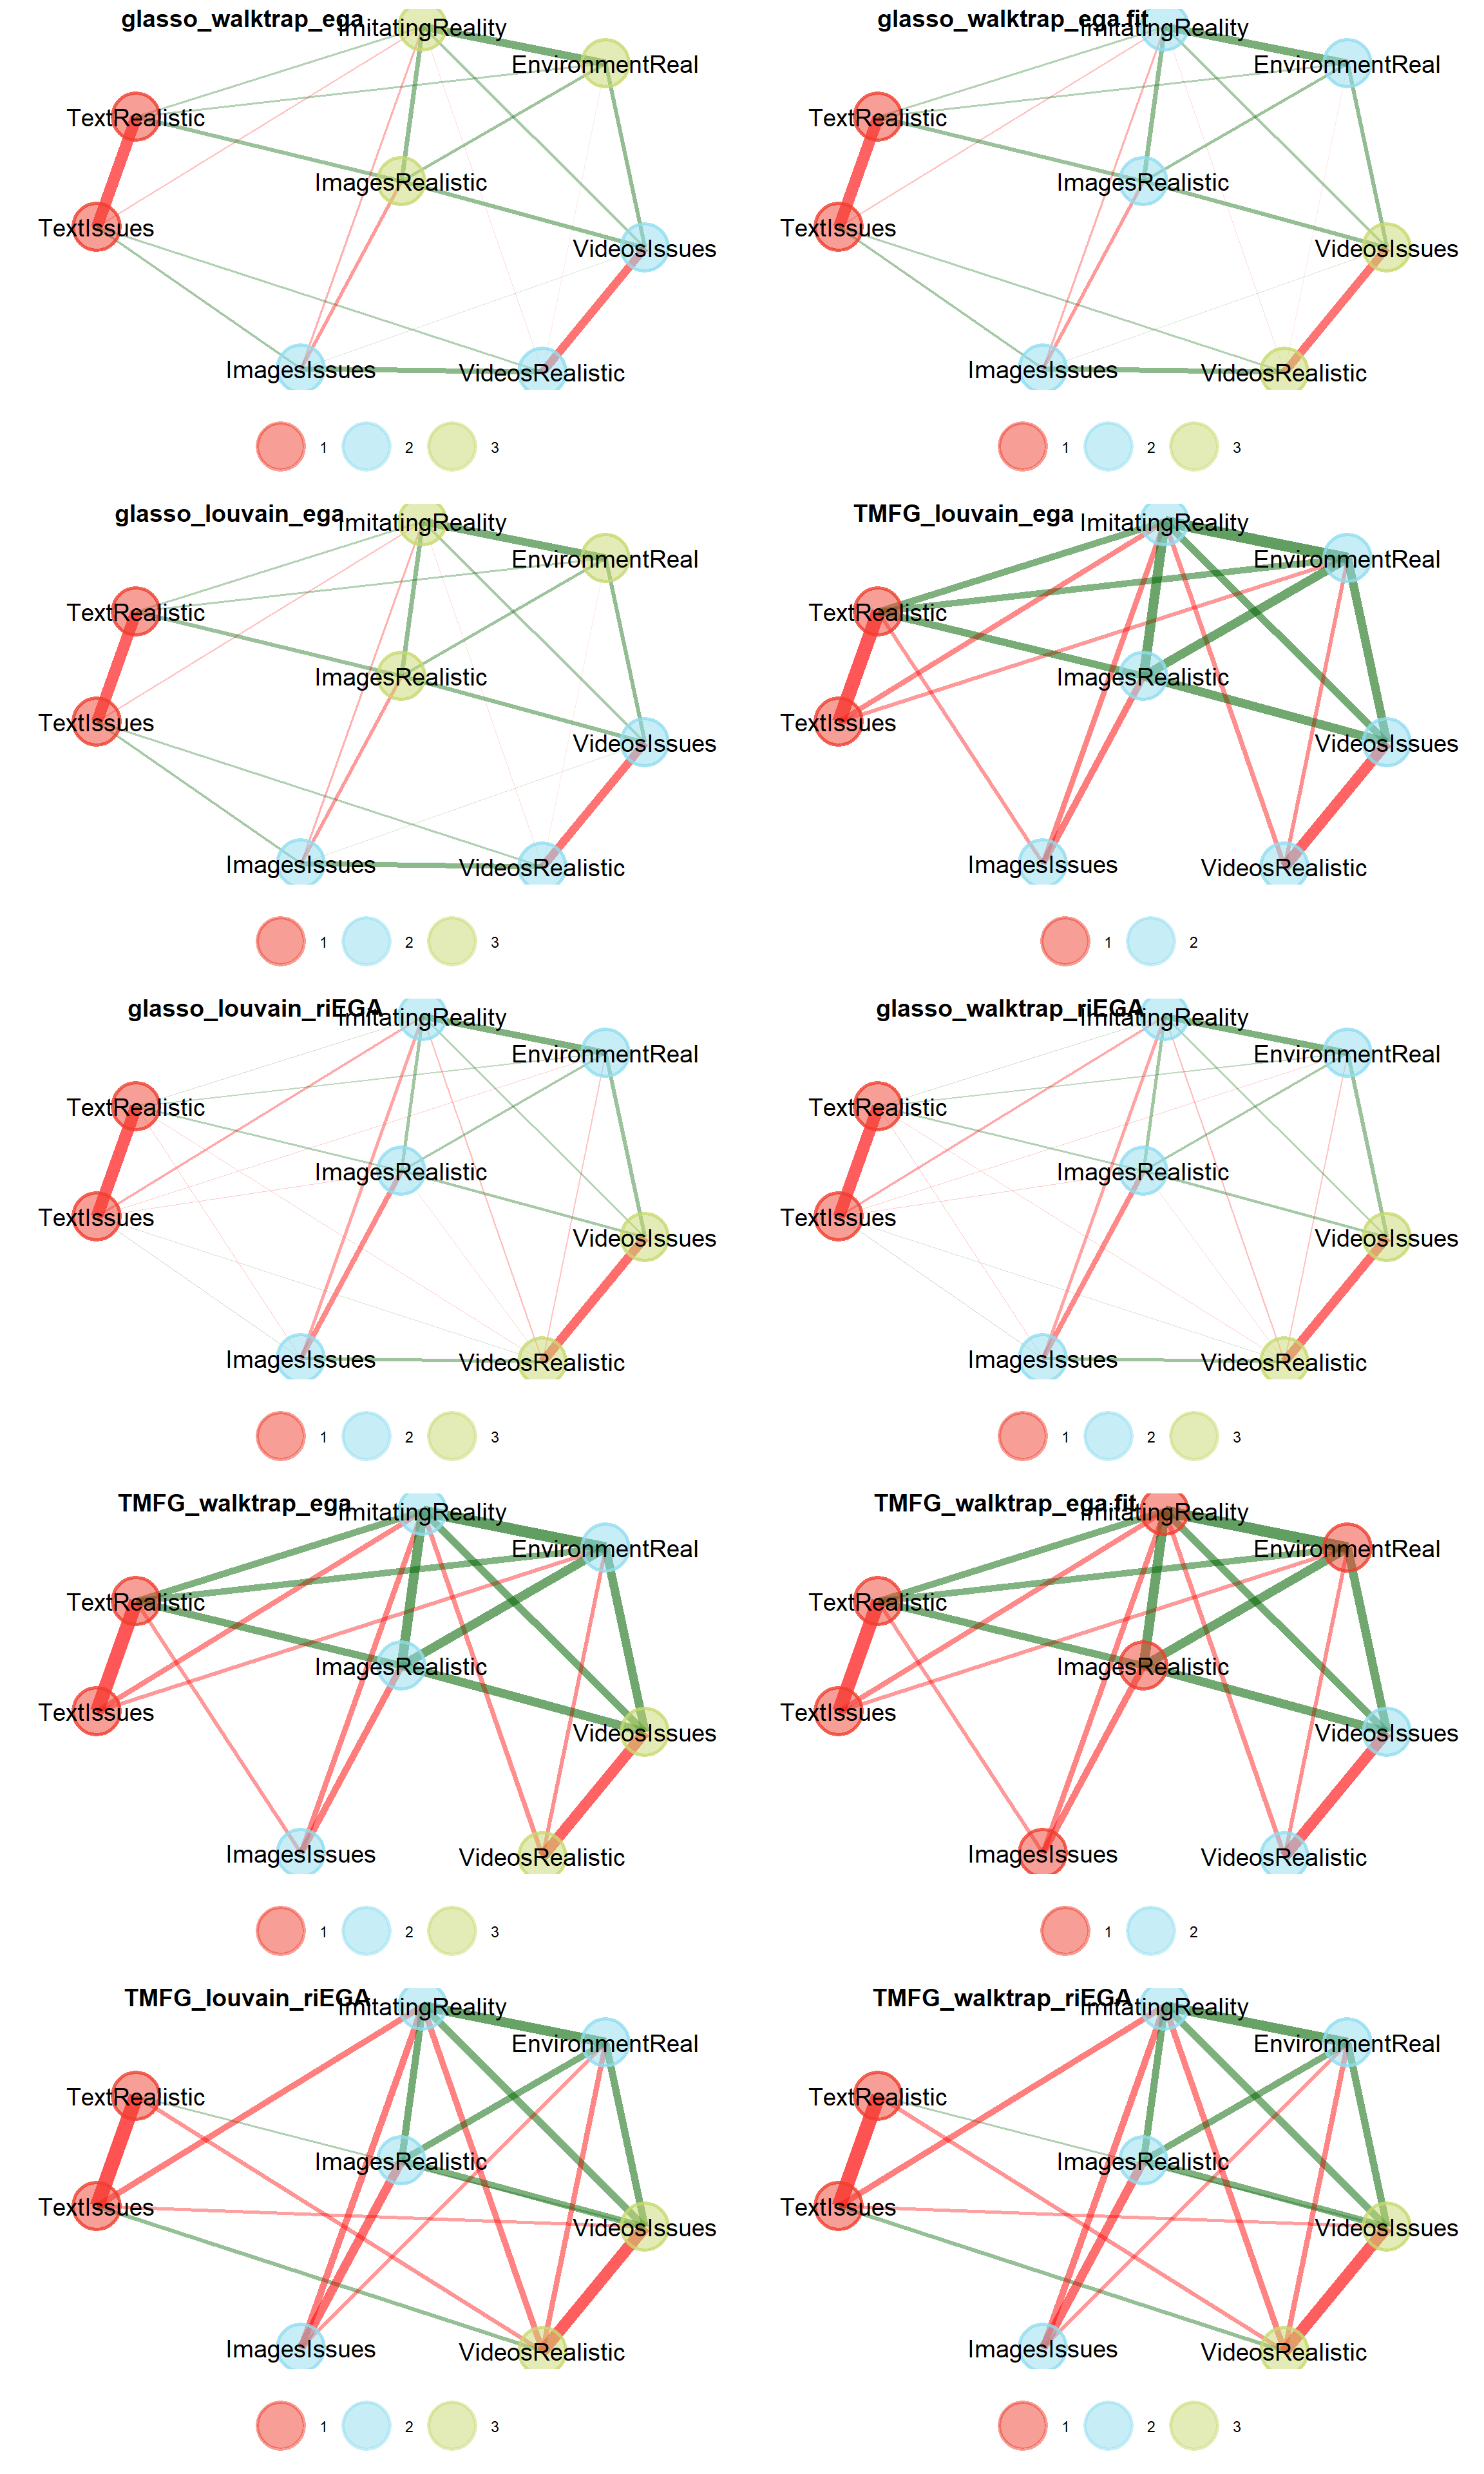 glasso_walktrap_ega
ImitatingReality
EnvironmentReal
TextRealistic
ImagesRealistic
TextIssues
VideosIssues
ImagesIssues
VideosRealistic
1 2 3
glasso_walktrap_ega.fit
ImitatingReality
EnvironmentReal
TextRealistic
ImagesRealistic
TextIssues
VideosIssues
ImagesIssues
VideosRealistic
1 2 3
glasso_louvain_ega
ImitatingReality
EnvironmentReal
TextRealistic
ImagesRealistic
TextIssues
VideosIssues
ImagesIssues
VideosRealistic
1 2 3
TMFG_louvain_ega
ImitatingReality
EnvironmentReal
TextRealistic
ImagesRealistic
TextIssues
VideosIssues
ImagesIssues
VideosRealistic
1 2
glasso_louvain_riEGA
ImitatingReality
EnvironmentReal
TextRealistic
ImagesRealistic
TextIssues
VideosIssues
ImagesIssues
VideosRealistic
1 2 3
glasso_walktrap_riEGA
ImitatingReality
EnvironmentReal
TextRealistic
ImagesRealistic
TextIssues
VideosIssues
ImagesIssues
VideosRealistic
1 2 3
TMFG_walktrap_ega
ImitatingReality
EnvironmentReal
TextRealistic
ImagesRealistic
TextIssues
VideosIssues
ImagesIssues
VideosRealistic
1 2 3
TMFG_walktrap_ega.fit
ImitatingReality
EnvironmentReal
TextRealistic
ImagesRealistic
TextIssues
VideosIssues
ImagesIssues
VideosRealistic
1 2
TMFG_louvain_riEGA
ImitatingReality
EnvironmentReal
TextRealistic
ImagesRealistic
TextIssues
VideosIssues
ImagesIssues
VideosRealistic
1 2 3
TMFG_walktrap_riEGA
ImitatingReality
EnvironmentReal
TextRealistic
ImagesRealistic
TextIssues
VideosIssues
ImagesIssues
VideosRealistic
1 2 3